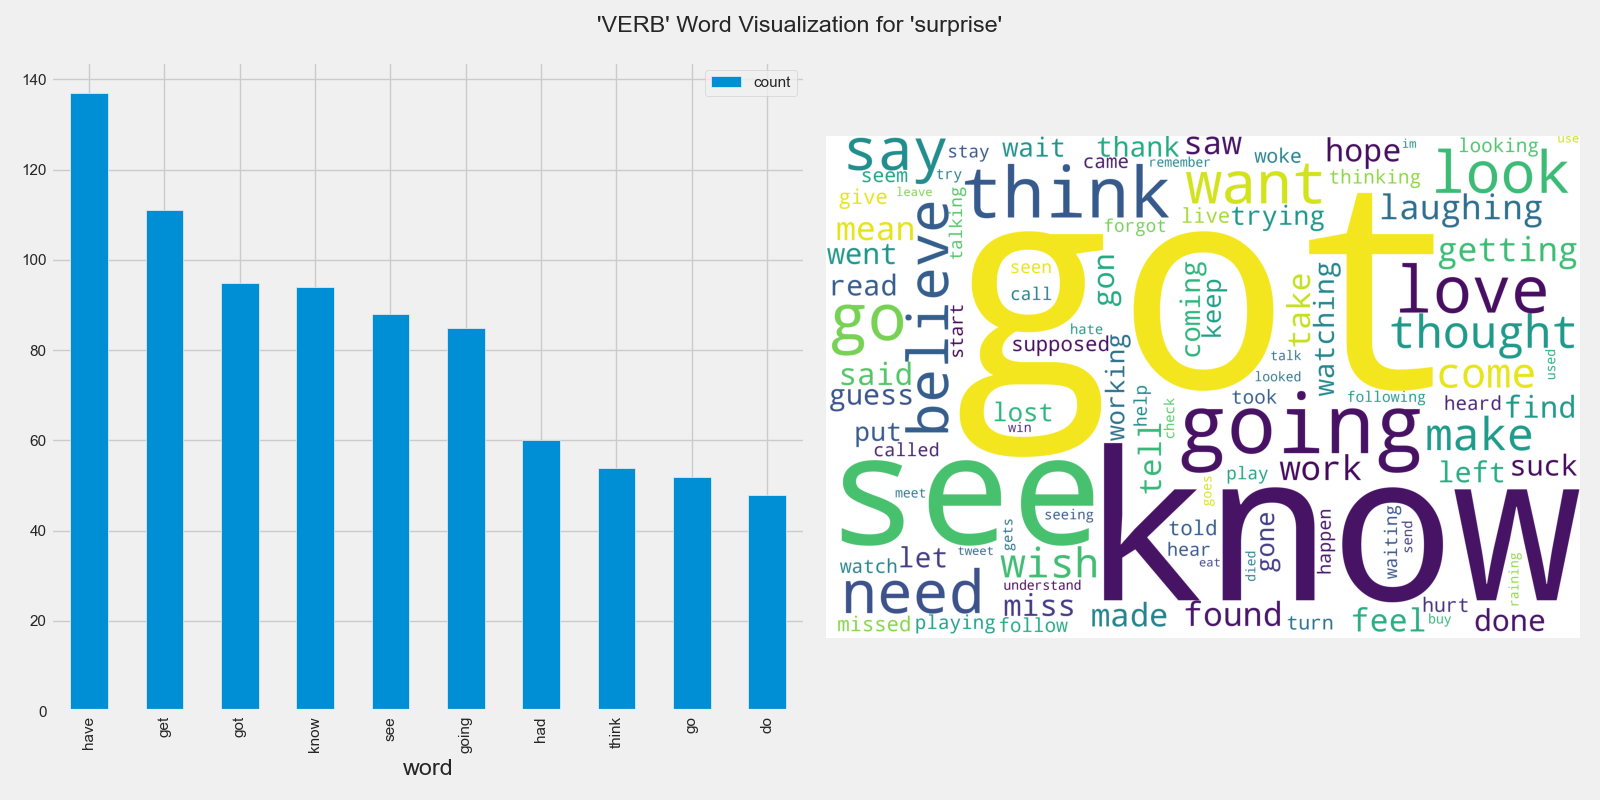 'VERB' Word Visualization for 'surprise'
count
140
120
100
80
60
40
20
0
have
get
got
know
see
going
had
think
go
do
word
say
stay
wait
thank
saw
came
remember
woke
hope
im
looking
use
seem
try
think
want
thinking
look
give
leave
talking
believe
live
trying
forgot
laughing
mean
went
got
seen
call
gon
coming
keep
take
watching
getting
read
love
go
start
hate
supposed
thought
said
working
talk
looked
come
used
guess
lost
help
check
took
following
heard
find
put
win
going
make
called
tell
play
work
left
suck
see
meet
goes
know
seeing
gets
told
gone
happen
waiting
send
watch
let
tweet
wish
hear
eat
died
raining
need
understand
miss
made
found
feel
hurt
buy
done
missed
playing
follow
turn